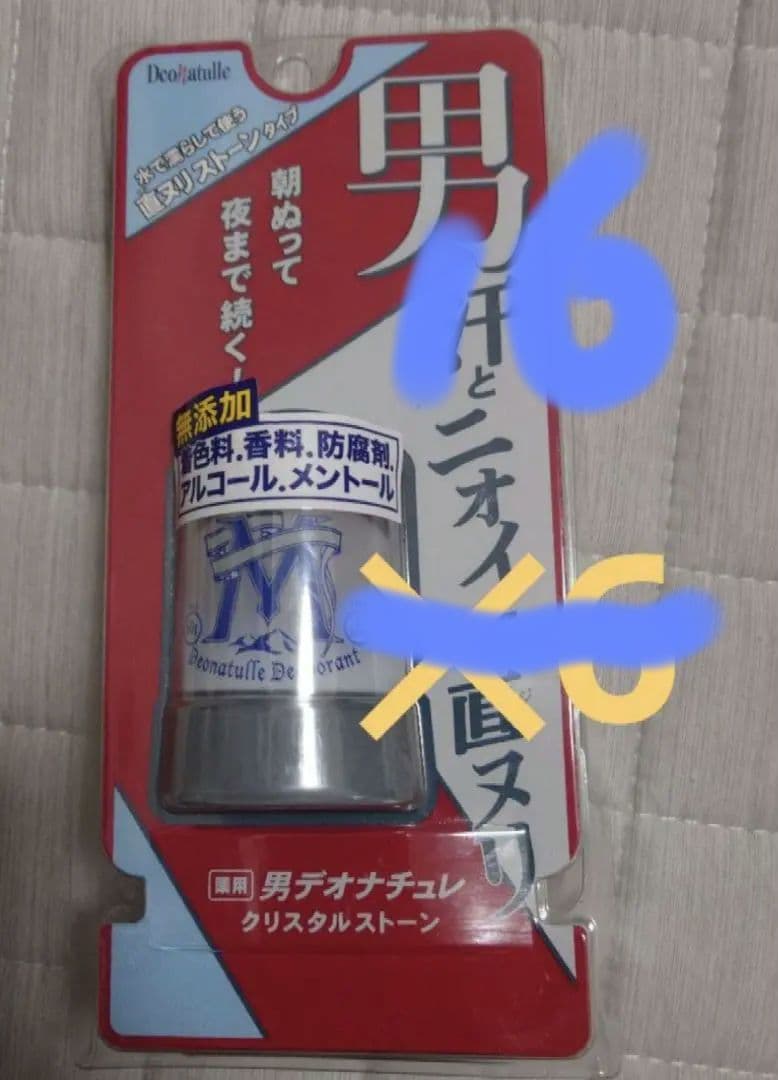 Deonatulle
水で濡らして使う
直ヌリ ストーンタイプ
朝ぬって
夜まで続く!
男
16
汗と
ニオイ
直ヌリ
無添加
着色料.香料.防腐剤.
アルコール.メントール
X6
Deonatulle Deodorant
薬用 男デオナチュレ
クリスタルストーン